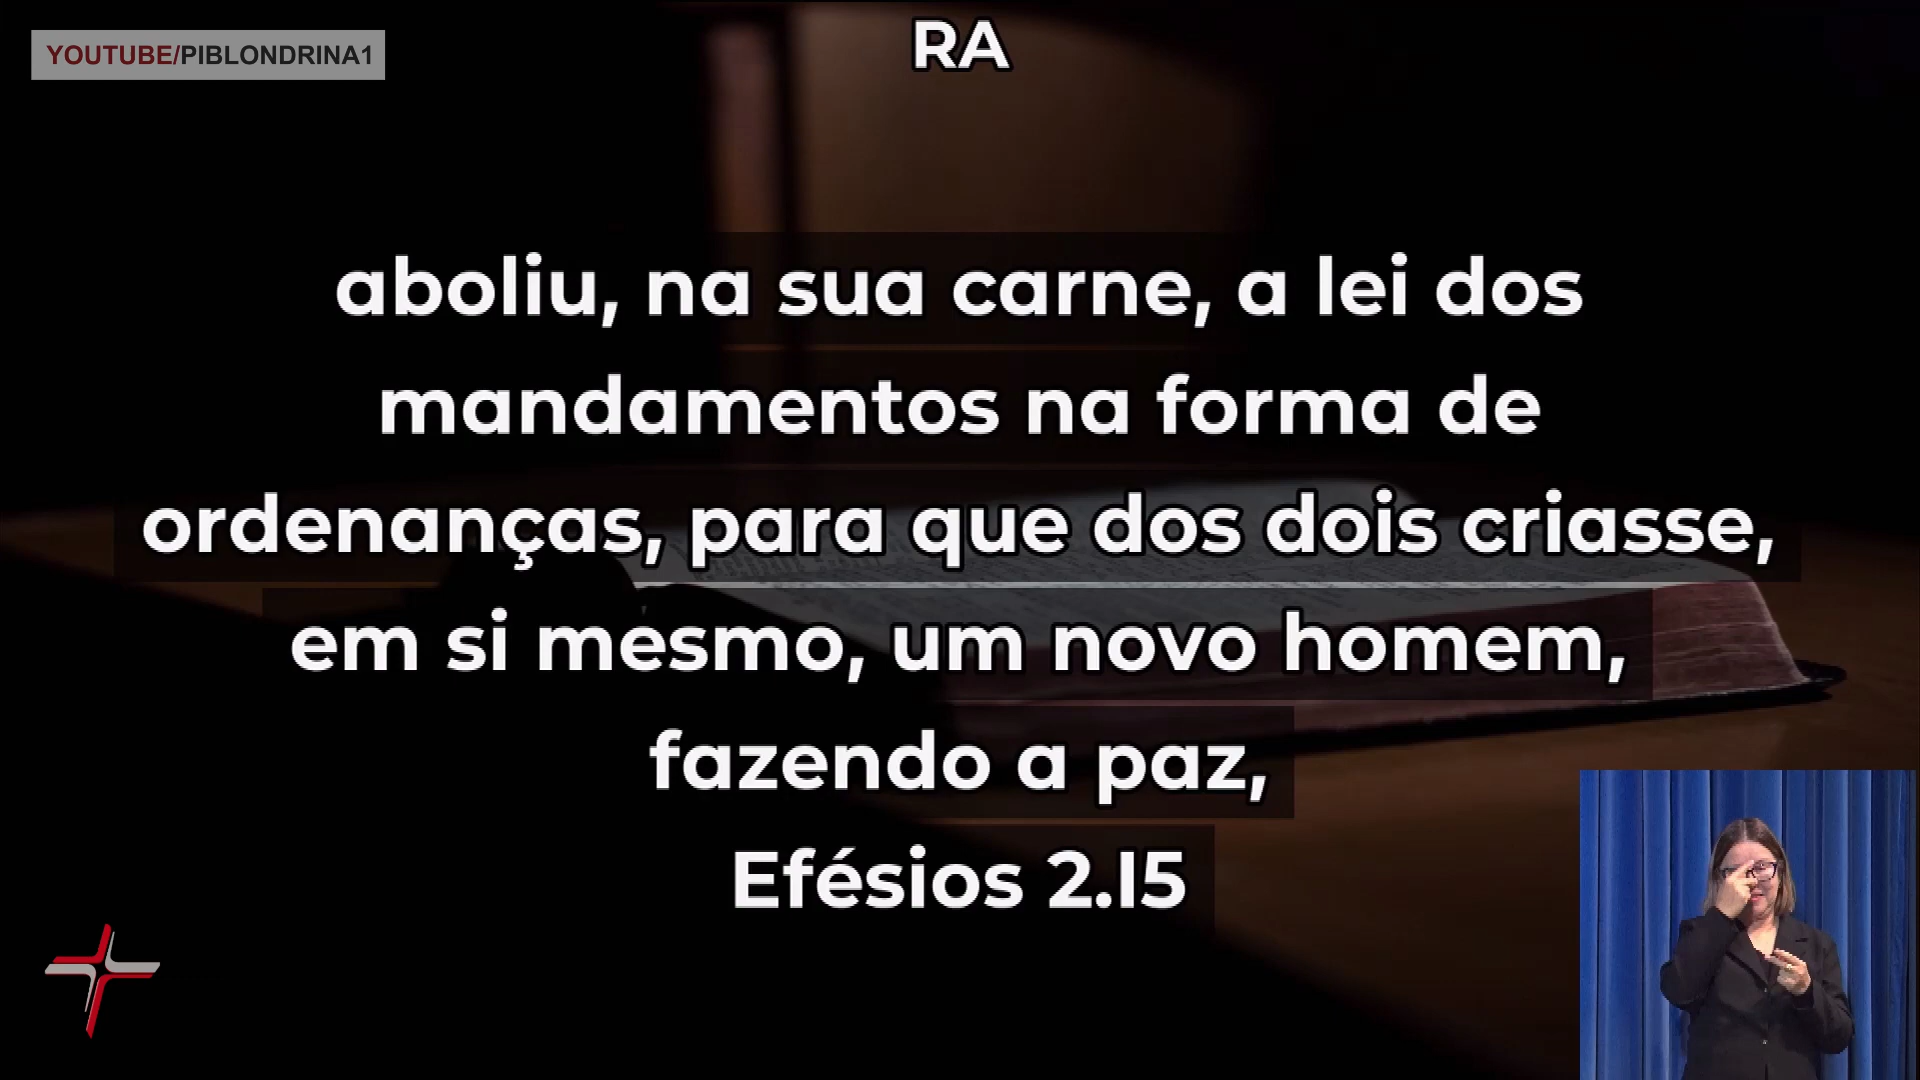 YOUTUBE/PIBLONDRINA1
RA
aboliu, na sua carne, a lei dos
mandamentos na forma de
ordenanças, para que dos dois criasse,
em si mesmo, um novo homem,
fazendo a paz,
Efésios 2.15